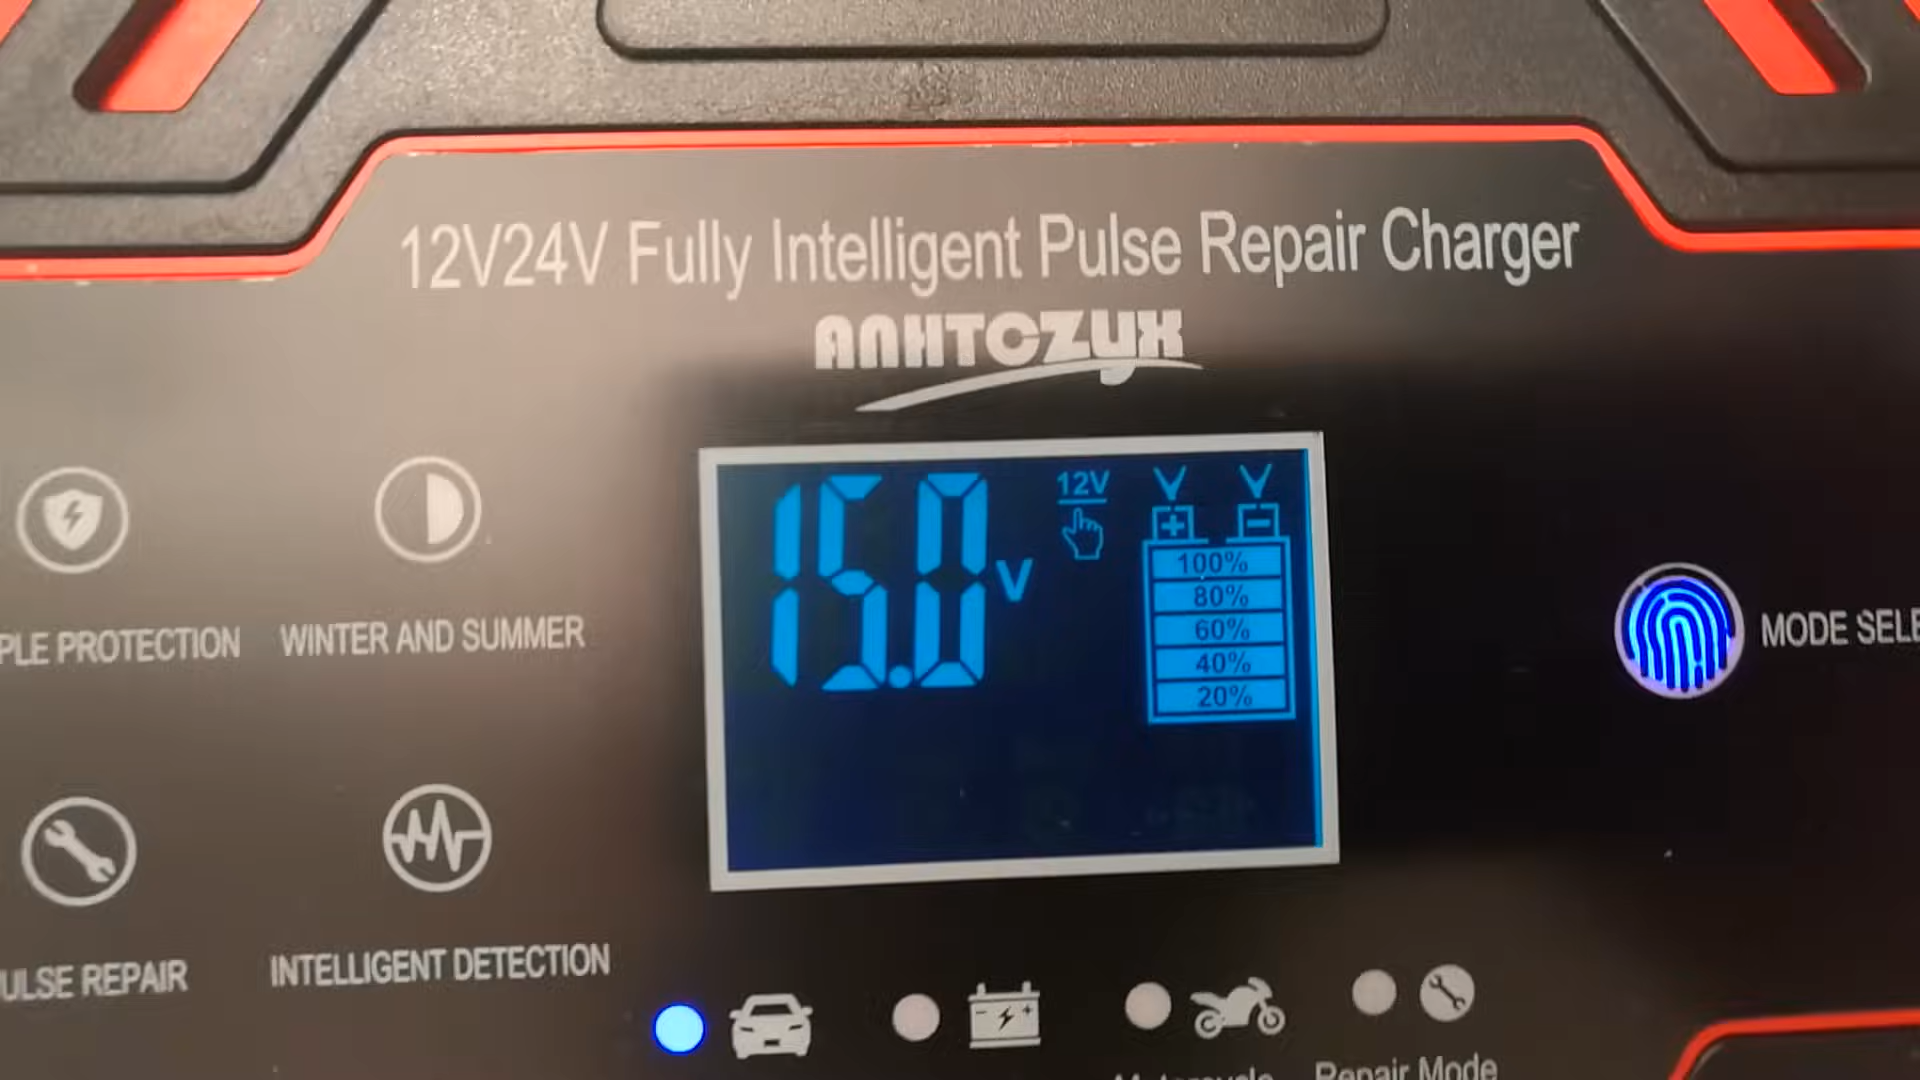 12V24V Fully Intelligent Pulse Repair Charger
ANHTCZYX
15.0 V
12V
+ -
100%
80%
60%
40%
20%
PLE PROTECTION
WINTER AND SUMMER
MODE SELE
ULSE REPAIR
INTELLIGENT DETECTION
Repair Mode